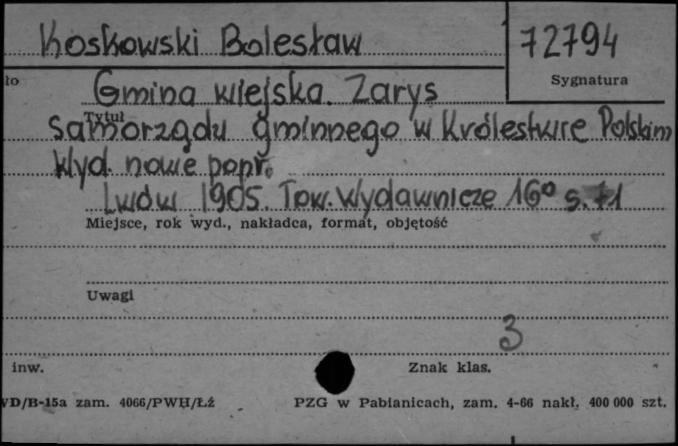 Koskowski Bolesław 72794
ło Sygnatura
Gmina wiejska. Zarys
Tytuł
samorządu gminnego w Królestwie Polskim
Wyd. nowe popr.
Lwów 1905. Tow. Wydawnicze 16° s. 71
Miejsce, rok wyd., nakładca, format, objętość
Uwagi
3
inw. Znak klas.
VD/B-15a zam. 4066/PWH/Łź PZG w Pabianicach, zam. 4-66 nakł. 400 000 szt.